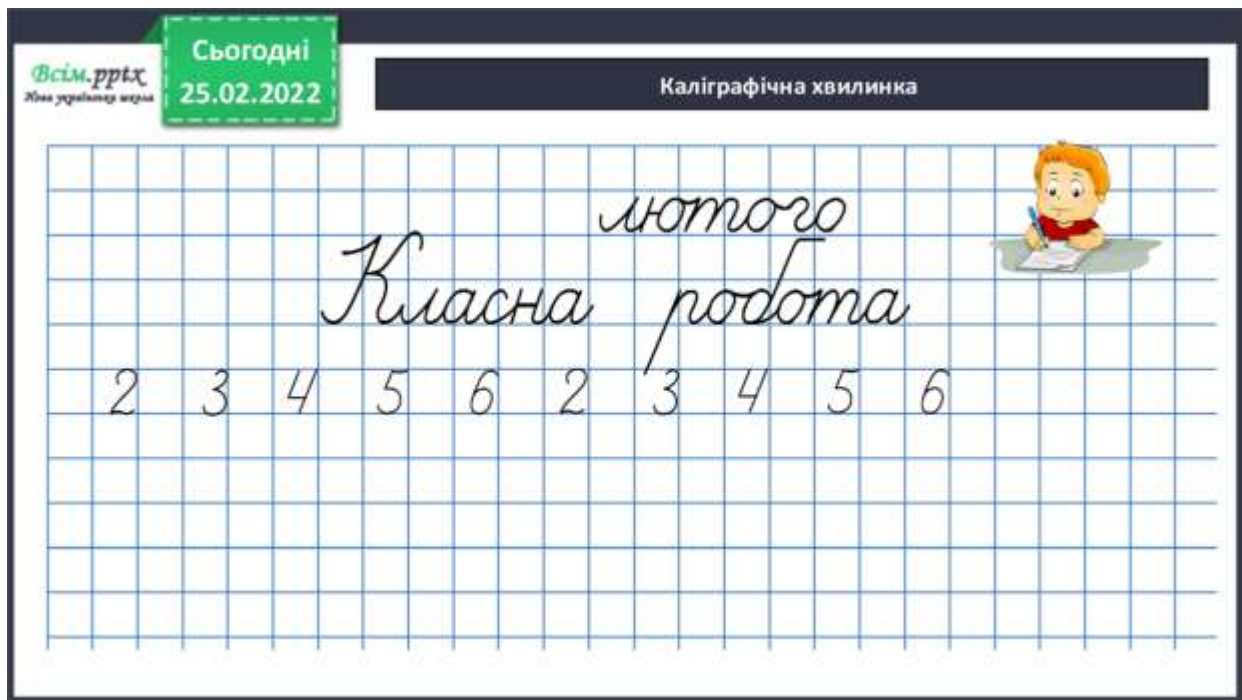 Всім.pptx
Нова українська школа
Сьогодні
25.02.2022
Каліграфічна хвилинка
лютого
Класна робота
2 3 4 5 6 2 3 4 5 6